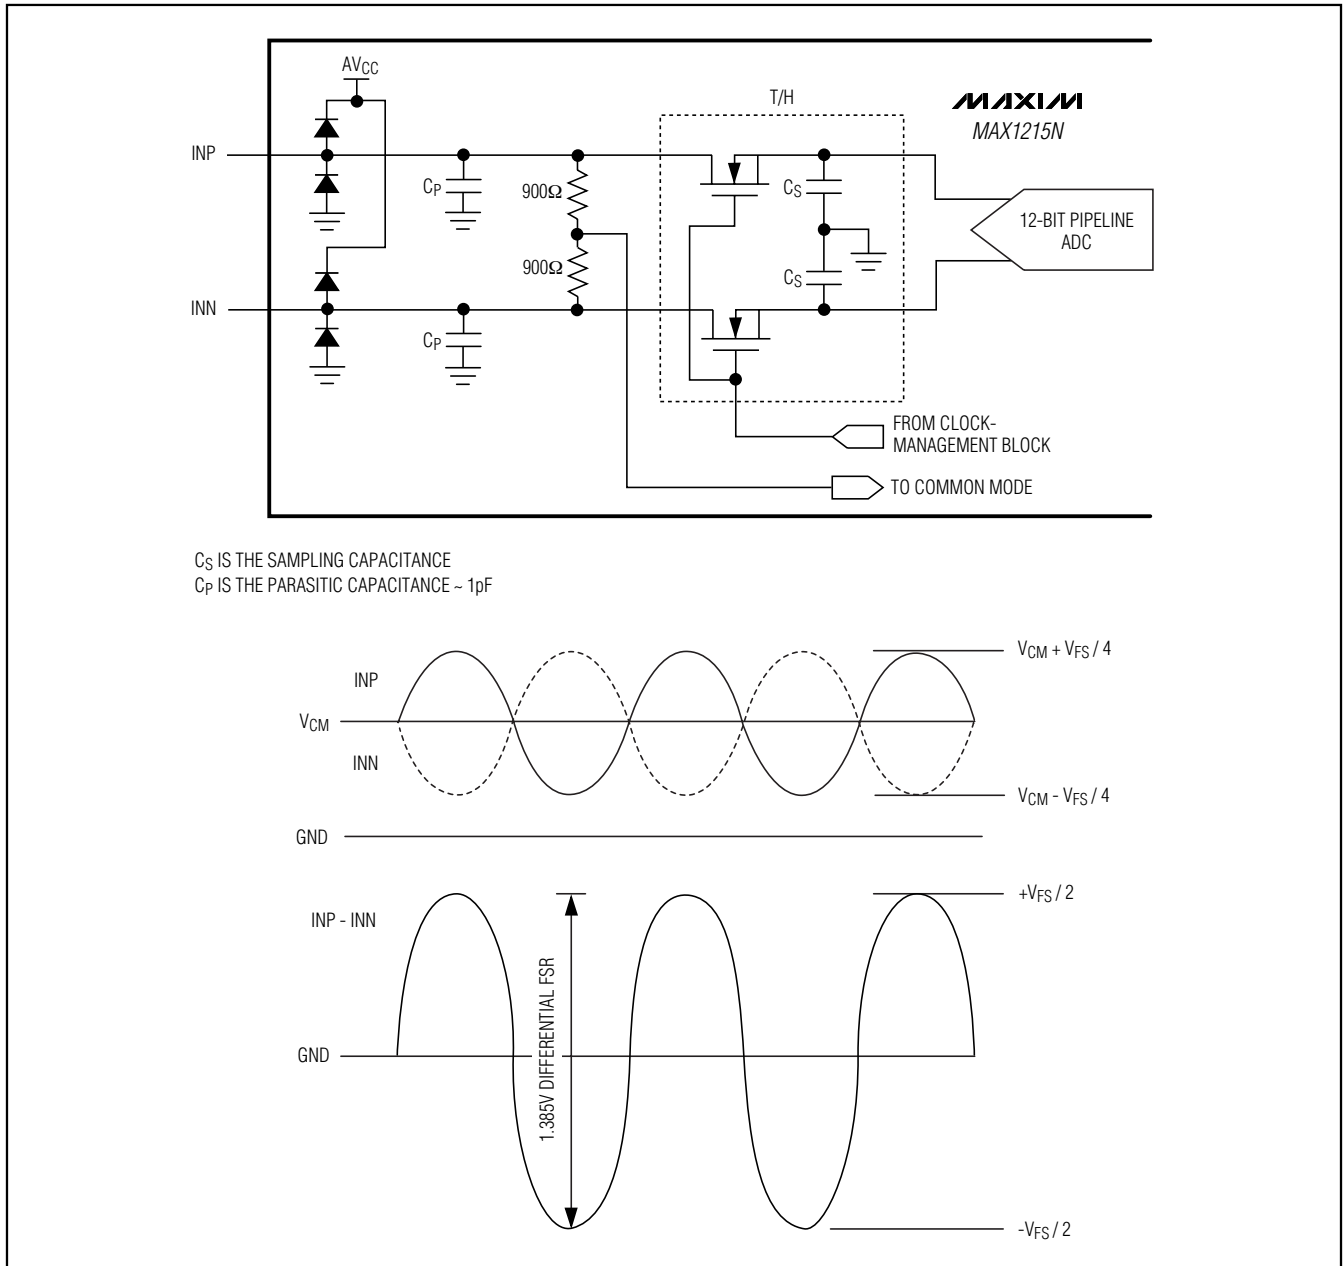 AVCC
T/H
MAXIM
MAX1215N
INP
CP
900Ω
CS
12-BIT PIPELINE
ADC
900Ω
CS
INN
CP
FROM CLOCK-
MANAGEMENT BLOCK
TO COMMON MODE
CS IS THE SAMPLING CAPACITANCE
CP IS THE PARASITIC CAPACITANCE ~ 1pF
VCM + VFS / 4
INP
VCM
INN
VCM - VFS / 4
GND
+VFS / 2
INP - INN
1.385V DIFFERENTIAL FSR
GND
-VFS / 2